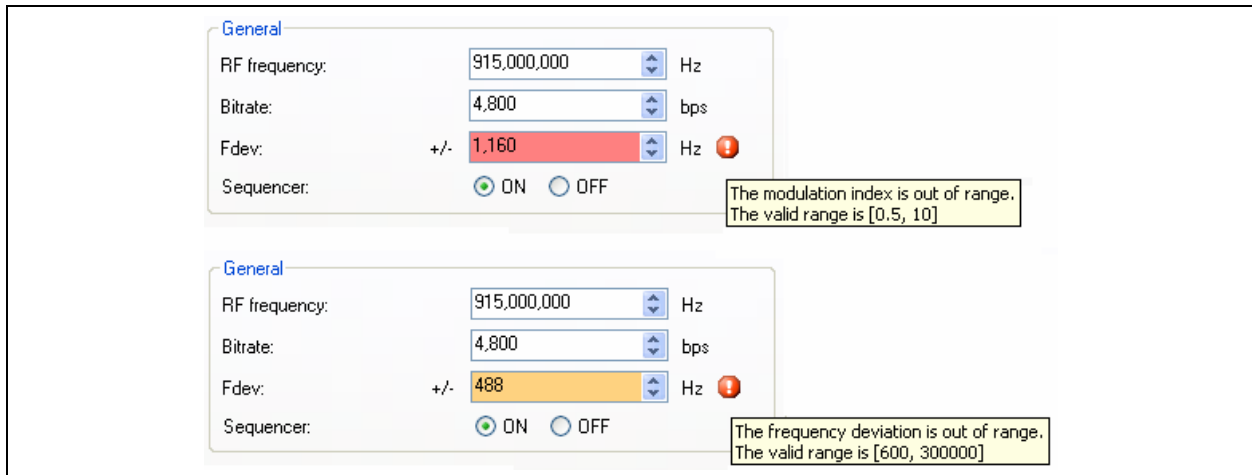 General
RF frequency: 915,000,000 Hz
Bitrate: 4,800 bps
Fdev: +/- 1,160 Hz
Sequencer: ON OFF
The modulation index is out of range.
The valid range is [0.5, 10]
General
RF frequency: 915,000,000 Hz
Bitrate: 4,800 bps
Fdev: +/- 488 Hz
Sequencer: ON OFF
The frequency deviation is out of range.
The valid range is [600, 300000]